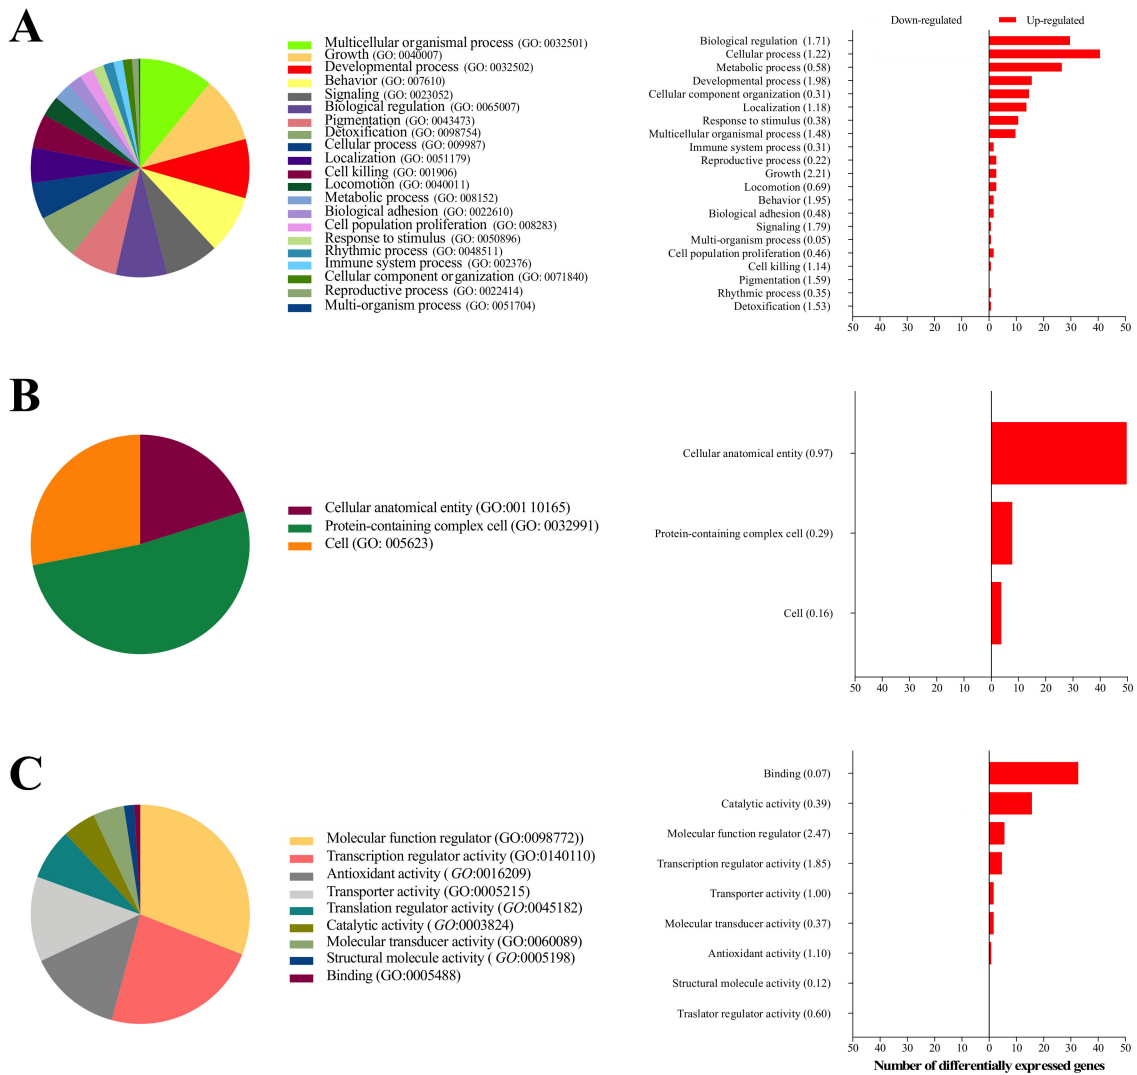 A
Multicellular organismal process (GO: 0032501)
Growth (GO: 0040007)
Developmental process (GO: 0032502)
Behavior (GO: 007610)
Signaling (GO: 0023052)
Biological regulation (GO: 0065007)
Pigmentation (GO: 0043473)
Detoxification (GO: 0098754)
Cellular process (GO: 009987)
Localization (GO: 0051179)
Cell killing (GO: 001906)
Locomotion (GO: 0040011)
Metabolic process (GO: 008152)
Biological adhesion (GO: 0022610)
Cell population proliferation (GO: 008283)
Response to stimulus (GO: 0050896)
Rhythmic process (GO: 0048511)
Immune system process (GO: 002376)
Cellular component organization (GO: 0071840)
Reproductive process (GO: 0022414)
Multi-organism process (GO: 0051704)
Down-regulated Up-regulated
Biological regulation (1.71)
Cellular process (1.22)
Metabolic process (0.58)
Developmental process (1.98)
Cellular component organization (0.31)
Localization (1.18)
Response to stimulus (0.38)
Multicellular organismal process (1.48)
Immune system process (0.31)
Reproductive process (0.22)
Growth (2.21)
Locomotion (0.69)
Behavior (1.95)
Biological adhesion (0.48)
Signaling (1.79)
Multi-organism process (0.05)
Cell population proliferation (0.46)
Cell killing (1.14)
Pigmentation (1.59)
Rhythmic process (0.35)
Detoxification (1.53)
50 40 30 20 10 0 10 20 30 40 50
B
Cellular anatomical entity (GO:001 10165)
Protein-containing complex cell (GO: 0032991)
Cell (GO: 005623)
Cellular anatomical entity (0.97)
Protein-containing complex cell (0.29)
Cell (0.16)
50 40 30 20 10 0 10 20 30 40 50
C
Molecular function regulator (GO:0098772))
Transcription regulator activity (GO:0140110)
Antioxidant activity ( GO:0016209)
Transporter activity (GO:0005215)
Translation regulator activity (GO:0045182)
Catalytic activity ( GO:0003824)
Molecular transducer activity (GO:0060089)
Structural molecule activity ( GO:0005198)
Binding (GO:0005488)
Binding (0.07)
Catalytic activity (0.39)
Molecular function regulator (2.47)
Transcription regulator activity (1.85)
Transporter activity (1.00)
Molecular transducer activity (0.37)
Antioxidant activity (1.10)
Structural molecule activity (0.12)
Traslator regulator activity (0.60)
50 40 30 20 10 0 10 20 30 40 50
Number of differentially expressed genes